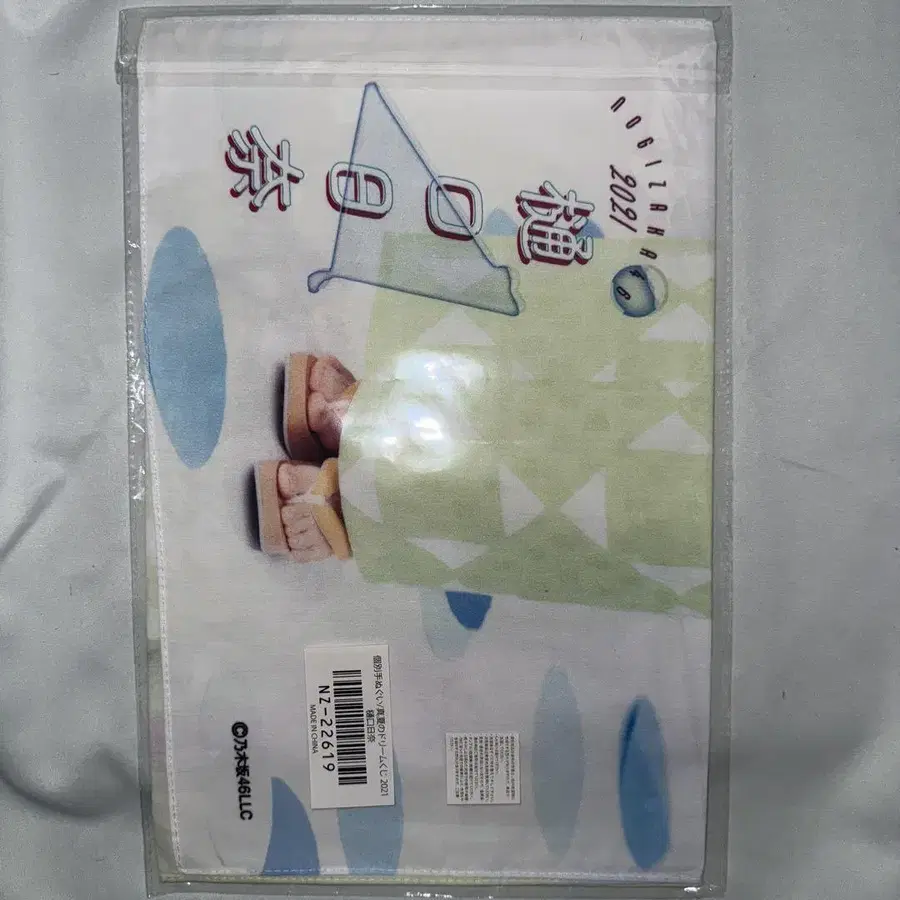 NOGIZAKA
2021
46
樋口日奈
個別手ぬぐい/真夏のドリームくじ 2021
樋口日奈
NZ-22619
MADE IN CHINA
©乃木坂46LLC